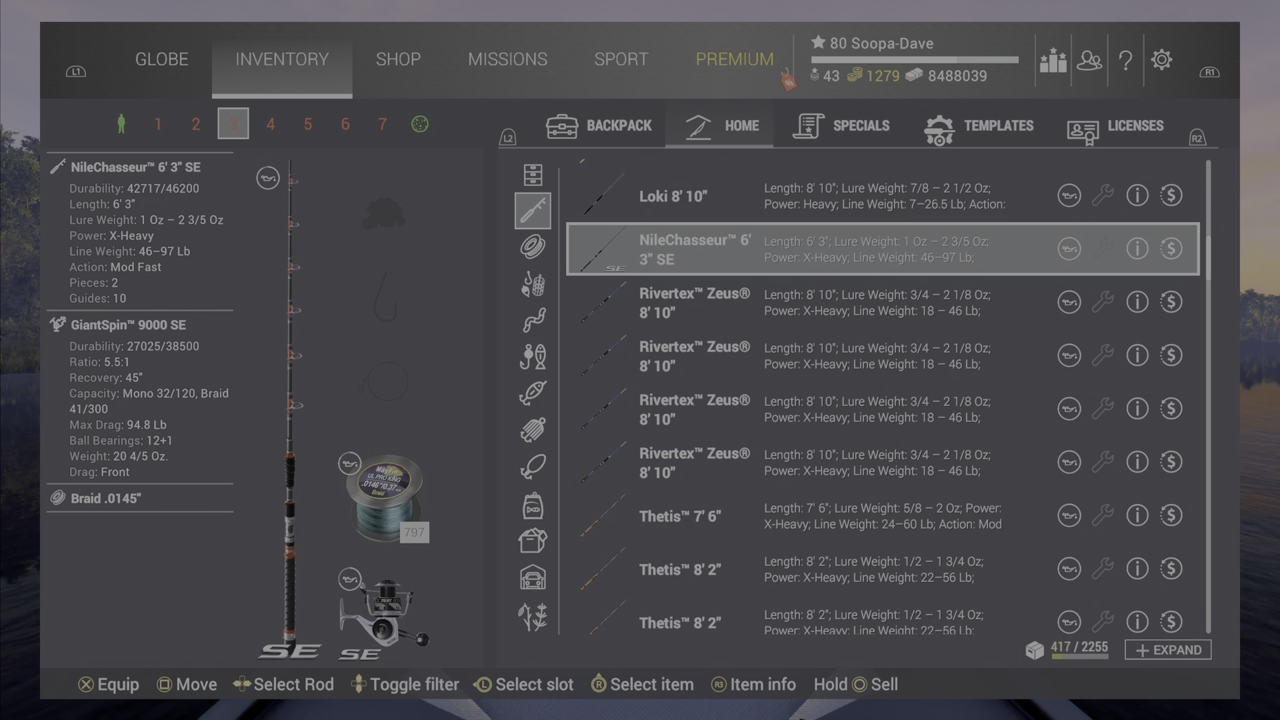 L1
GLOBE
INVENTORY
SHOP
MISSIONS
SPORT
PREMIUM
80 Soopa-Dave
43 1279 8488039
R1
1 2 3 4 5 6 7
L2
BACKPACK
HOME
SPECIALS
TEMPLATES
LICENSES
R2
NileChasseur™ 6' 3" SE
Durability: 42717/46200
Length: 6' 3"
Lure Weight: 1 Oz – 2 3/5 Oz
Power: X-Heavy
Line Weight: 46–97 Lb
Action: Mod Fast
Pieces: 2
Guides: 10
GiantSpin™ 9000 SE
Durability: 27025/38500
Ratio: 5.5:1
Recovery: 45"
Capacity: Mono 32/120, Braid
41/300
Max Drag: 94.8 Lb
Ball Bearings: 12+1
Weight: 20 4/5 Oz.
Drag: Front
Braid .0145"
797
SE
SE
Loki 8' 10"
Length: 8' 10"; Lure Weight: 7/8 – 2 1/2 Oz;
Power: Heavy; Line Weight: 7–26.5 Lb; Action:
SE
NileChasseur™ 6'
3" SE
Length: 6' 3"; Lure Weight: 1 Oz – 2 3/5 Oz;
Power: X-Heavy; Line Weight: 46–97 Lb;
Rivertex™ Zeus®
8' 10"
Length: 8' 10"; Lure Weight: 3/4 – 2 1/8 Oz;
Power: X-Heavy; Line Weight: 18 – 46 Lb;
Rivertex™ Zeus®
8' 10"
Length: 8' 10"; Lure Weight: 3/4 – 2 1/8 Oz;
Power: X-Heavy; Line Weight: 18 – 46 Lb;
Rivertex™ Zeus®
8' 10"
Length: 8' 10"; Lure Weight: 3/4 – 2 1/8 Oz;
Power: X-Heavy; Line Weight: 18 – 46 Lb;
Rivertex™ Zeus®
8' 10"
Length: 8' 10"; Lure Weight: 3/4 – 2 1/8 Oz;
Power: X-Heavy; Line Weight: 18 – 46 Lb;
Thetis™ 7' 6"
Length: 7' 6"; Lure Weight: 5/8 – 2 Oz; Power:
X-Heavy; Line Weight: 24–60 Lb; Action: Mod
Thetis™ 8' 2"
Length: 8' 2"; Lure Weight: 1/2 – 1 3/4 Oz;
Power: X-Heavy; Line Weight: 22–56 Lb;
Thetis™ 8' 2"
Length: 8' 2"; Lure Weight: 1/2 – 1 3/4 Oz;
Power: X-Heavy; Line Weight: 22–56 Lb;
417 / 2255
EXPAND
Equip
Move
Select Rod
Toggle filter
L Select slot
R Select item
R3 Item info
Hold Sell